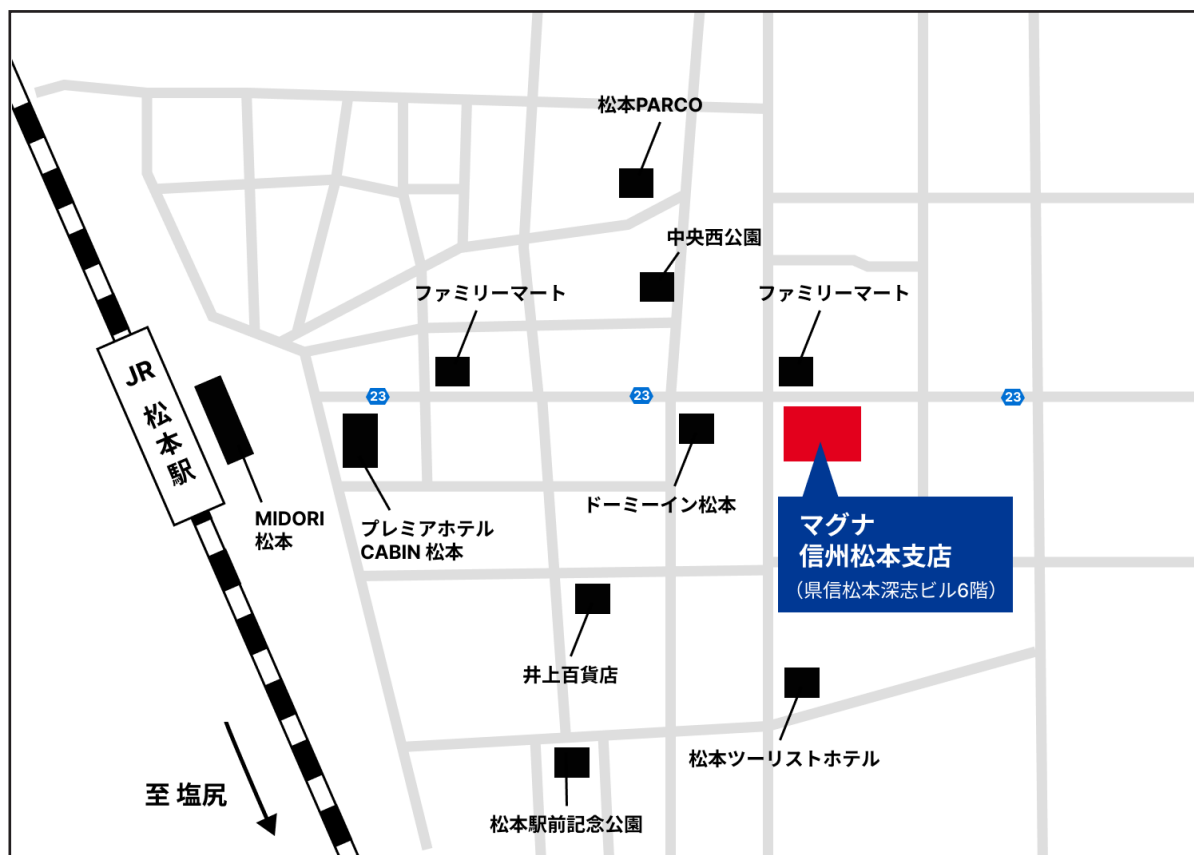 松本PARCO
中央西公園
ファミリーマート
ファミリーマート
JR 松本駅
23
23
23
MIDORI
松本
プレミアホテル
CABIN 松本
ドーミーイン松本
マグナ
信州松本支店
（県信松本深志ビル6階）
井上百貨店
松本ツーリストホテル
至 塩尻
松本駅前記念公園